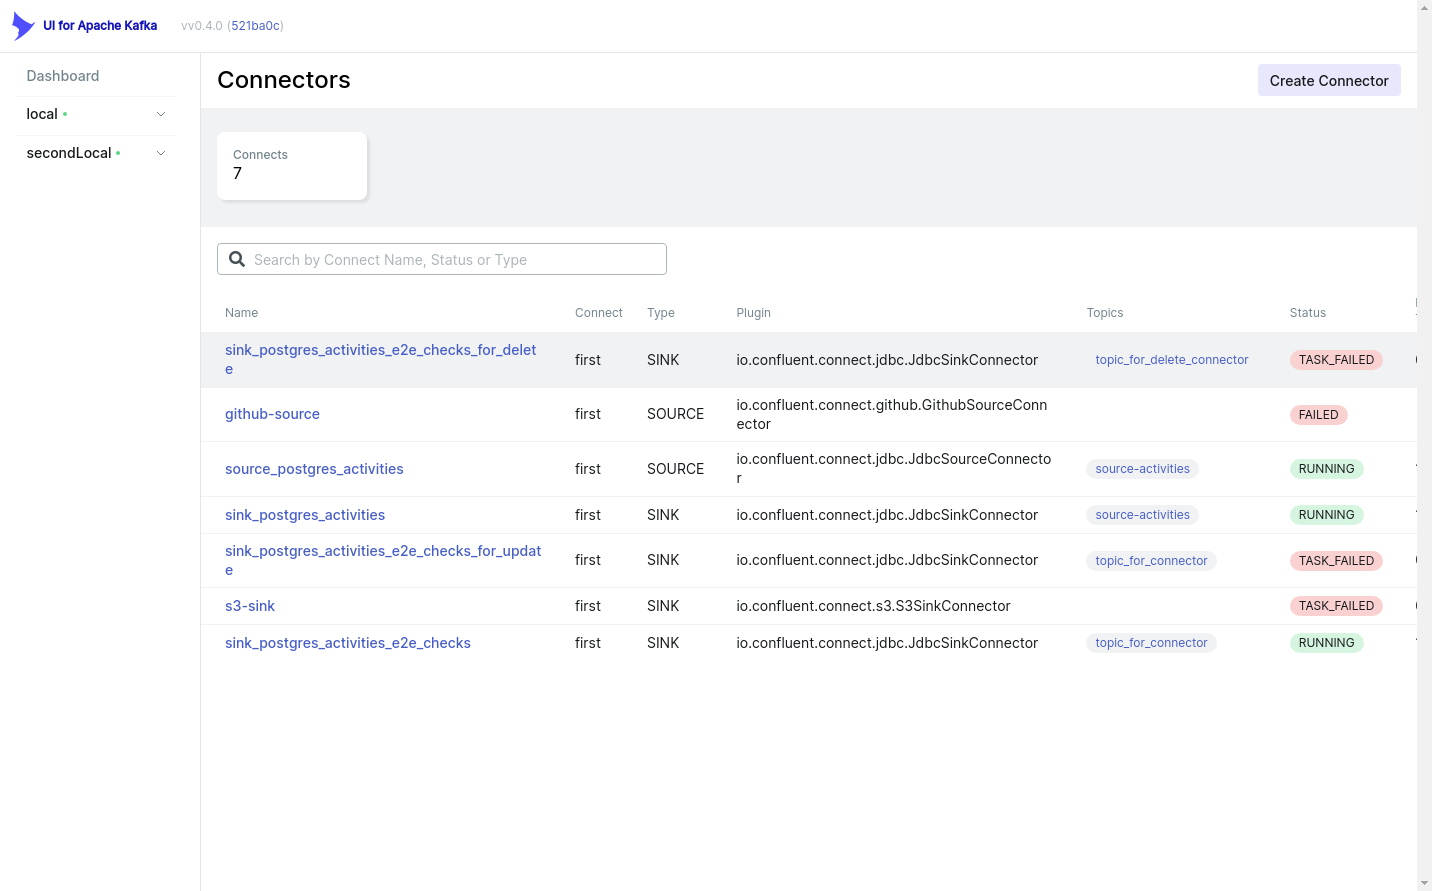 UI for Apache Kafka
vv0.4.0 (521ba0c)
Dashboard
local
secondLocal
Connectors
Create Connector
Connects
7
Search by Connect Name, Status or Type
Name Connect Type Plugin Topics Status
sink_postgres_activities_e2e_checks_for_delet
e
first SINK io.confluent.connect.jdbc.JdbcSinkConnector topic_for_delete_connector TASK_FAILED
github-source first SOURCE
io.confluent.connect.github.GithubSourceConn
ector
FAILED
source_postgres_activities first SOURCE
io.confluent.connect.jdbc.JdbcSourceConnecto
r
source-activities RUNNING
sink_postgres_activities first SINK io.confluent.connect.jdbc.JdbcSinkConnector source-activities RUNNING
sink_postgres_activities_e2e_checks_for_updat
e
first SINK io.confluent.connect.jdbc.JdbcSinkConnector topic_for_connector TASK_FAILED
s3-sink first SINK io.confluent.connect.s3.S3SinkConnector TASK_FAILED
sink_postgres_activities_e2e_checks first SINK io.confluent.connect.jdbc.JdbcSinkConnector topic_for_connector RUNNING